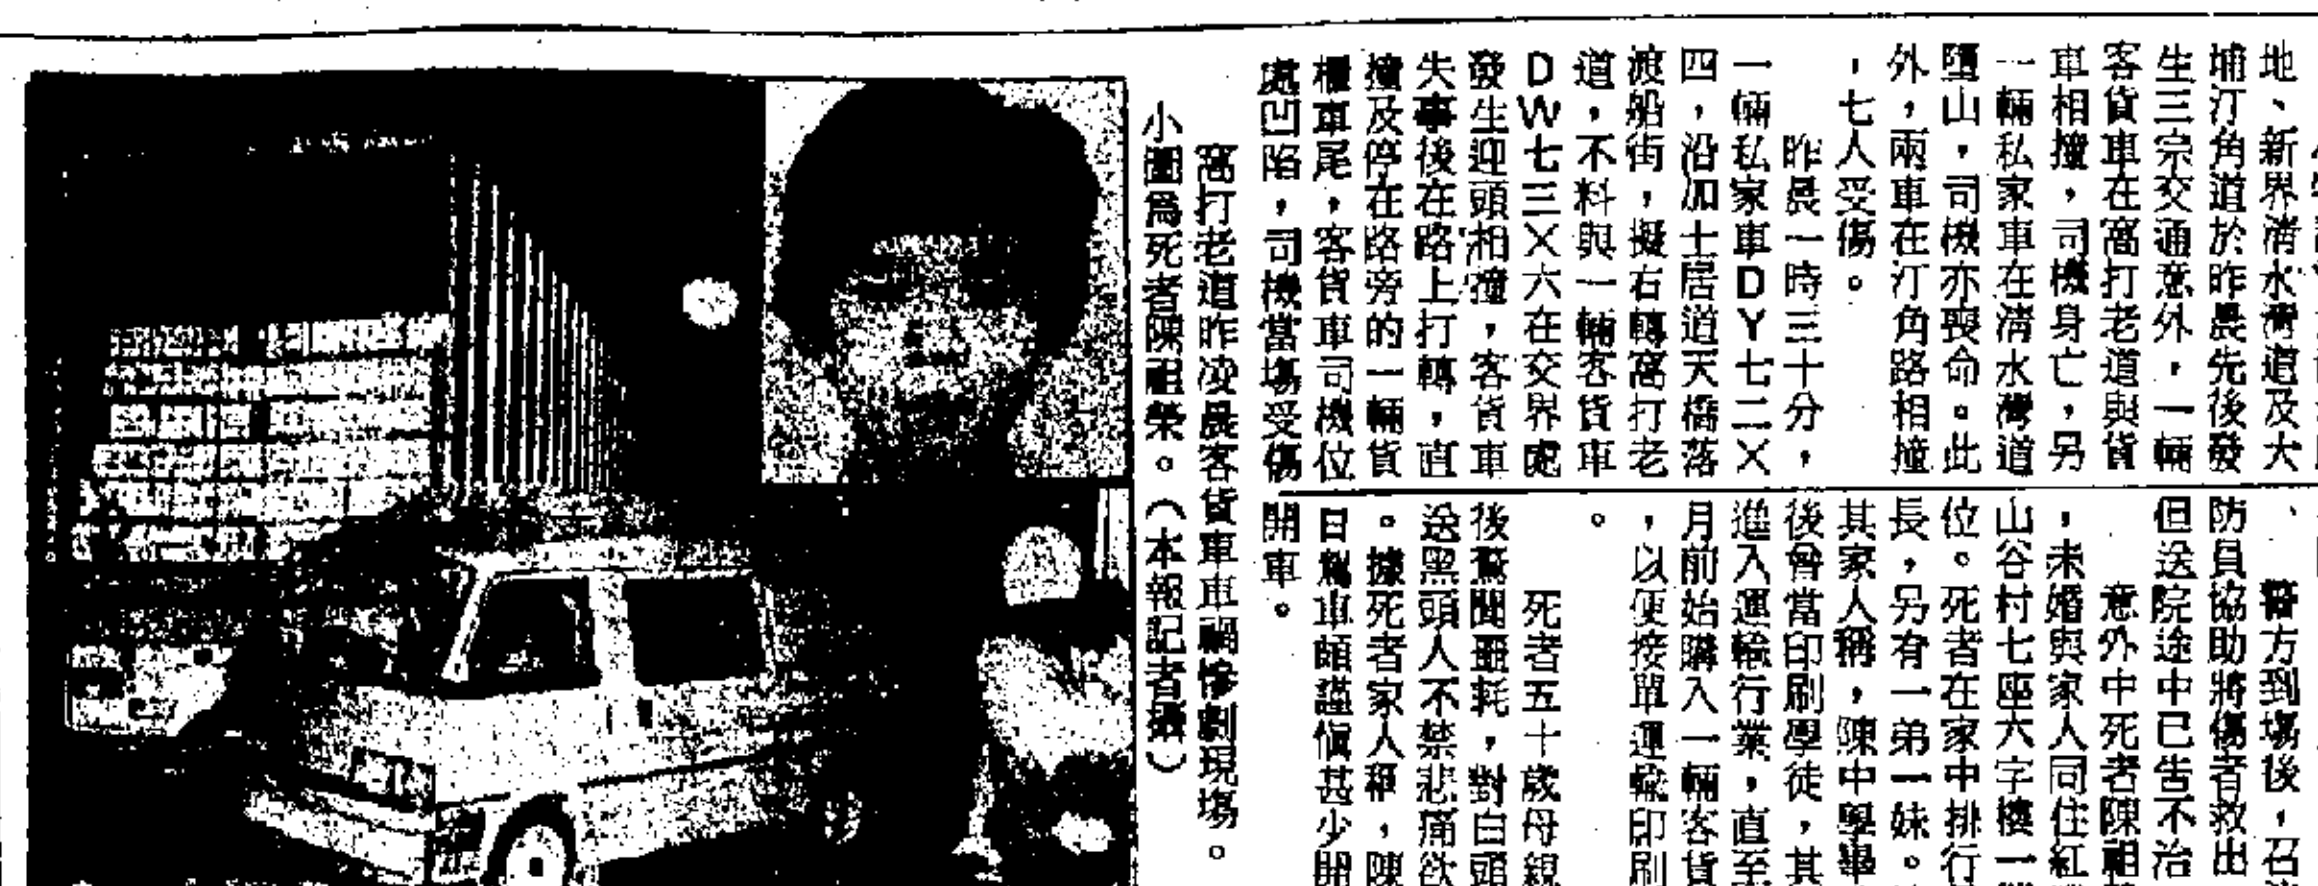 地、新界清水灣道及大
埔汀角道於昨晨先後發
生三宗交通意外，一輛
客貨車在窩打老道與貨
車相撞，司機身亡，另
一輛私家車在清水灣道
墮山，司機亦喪命。此
外，兩車在汀角路相撞
，七人受傷。
昨晨一時三十分，
一輛私家車DY七二X
四，沿加士居道天橋落
渡船街，擬右轉窩打老
道，不料與一輛客貨車
DW七三X六在交界處
發生迎頭相撞，客貨車
失事後在路上打轉，直
撞及停在路旁的一輛貨
櫃車尾，客貨車司機位
處凹陷，司機當場受傷
、警方到場後，召
防員協助將傷者救出
但送院途中已告不治
意外中死者陳祖
，未婚與家人同住紅
山谷村七座六字樓一
位。死者在家中排行
長，另有一弟一妹。
其家人稱，陳中學畢
後曾當印刷學徒，其
進入運輸行業，直至
月前始購入一輛客貨
，以便接單運輸印刷
。
死者五十歲母親
後驚聞噩耗，對白頭
送黑頭人不禁悲痛欲
。據死者家人稱，陳
日駕車頗謹慎甚少開
開車。
窩打老道昨凌晨客貨車車禍慘劇現場。
小圖為死者陳祖榮。（本報記者攝）